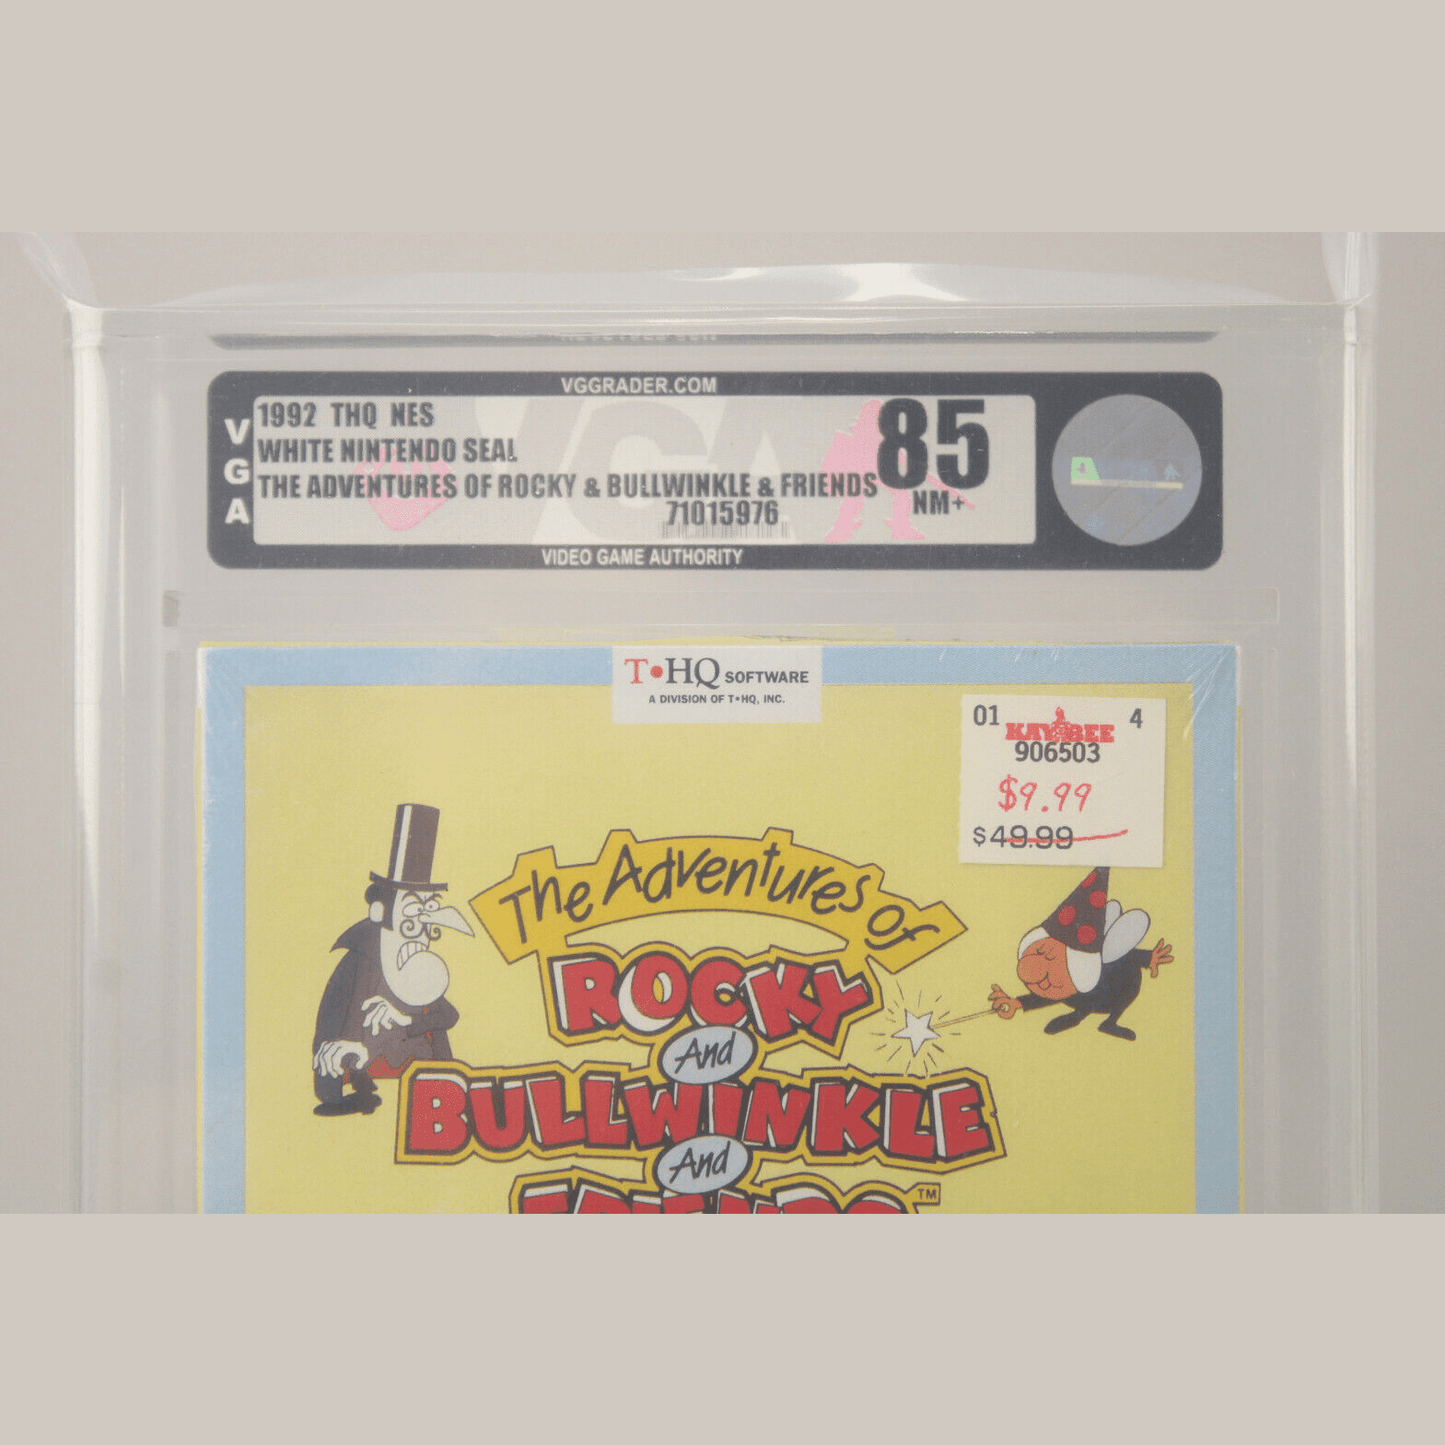 VGGRADER.COM
VGA
1992 THQ NES
WHITE NINTENDO SEAL
THE ADVENTURES OF ROCKY & BULLWINKLE & FRIENDS
71015976
85
NM+
VIDEO GAME AUTHORITY
T•HQ SOFTWARE
A DIVISION OF T•HQ, INC.
01 KAY BEE 4
906503
$9.99
$49.99
The Adventures of
ROCKY
And
BULLWINKLE
And
FRIENDS™